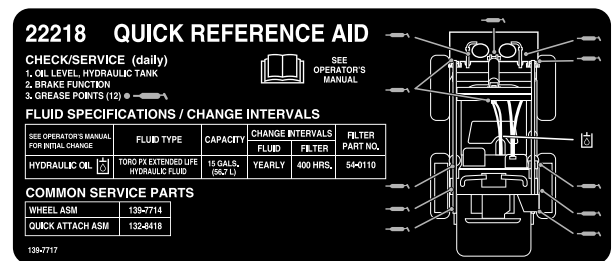 22218 QUICK REFERENCE AID
CHECK/SERVICE (daily)
1. OIL LEVEL, HYDRAULIC TANK
2. BRAKE FUNCTION
3. GREASE POINTS (12)
SEE
OPERATOR'S
MANUAL
FLUID SPECIFICATIONS / CHANGE INTERVALS
SEE OPERATOR'S MANUAL
FOR INITIAL CHANGE
FLUID TYPE
CAPACITY
CHANGE INTERVALS
FLUID
FILTER
FILTER
PART NO.
HYDRAULIC OIL
TORO PX EXTENDED LIFE
HYDRAULIC FLUID
15 GALS.
(56.7 L)
YEARLY
400 HRS.
54-0110
COMMON SERVICE PARTS
WHEEL ASM 139-7714
QUICK ATTACH ASM 132-8418
139-7717